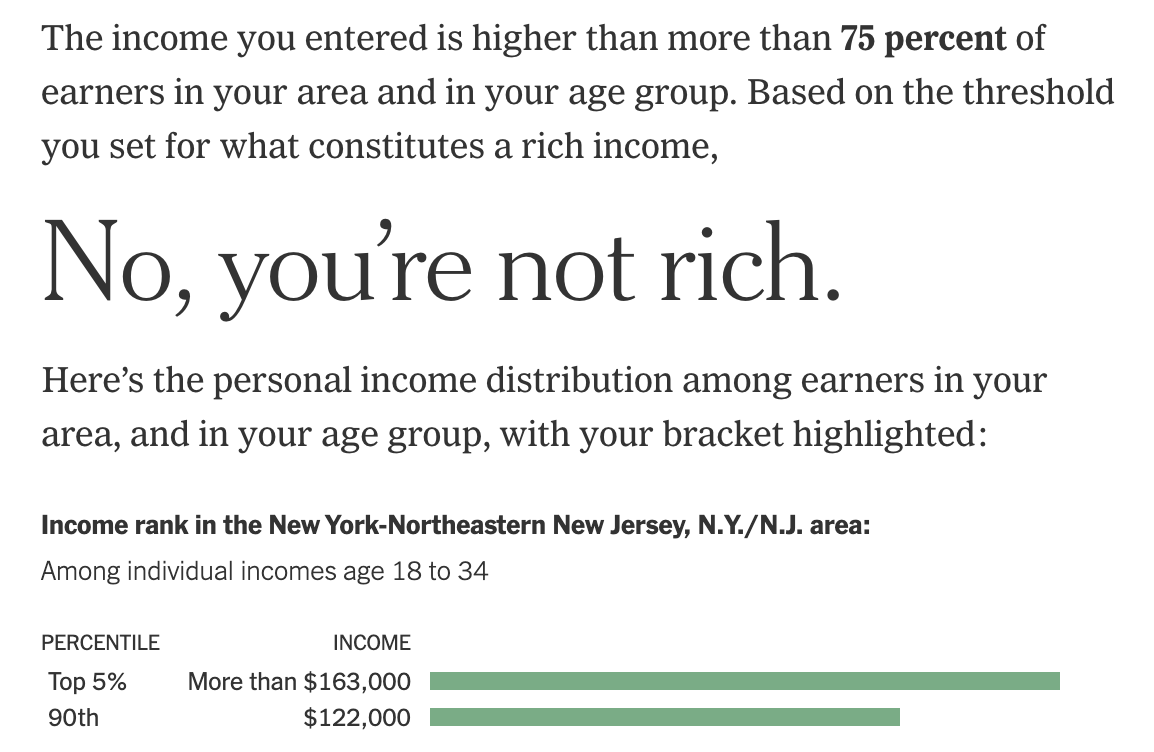 The income you entered is higher than more than 75 percent of
earners in your area and in your age group. Based on the threshold
you set for what constitutes a rich income,
No, you’re not rich.
Here’s the personal income distribution among earners in your
area, and in your age group, with your bracket highlighted:
Income rank in the New York-Northeastern New Jersey, N.Y./N.J. area:
Among individual incomes age 18 to 34
PERCENTILE INCOME
Top 5% More than $163,000
90th $122,000